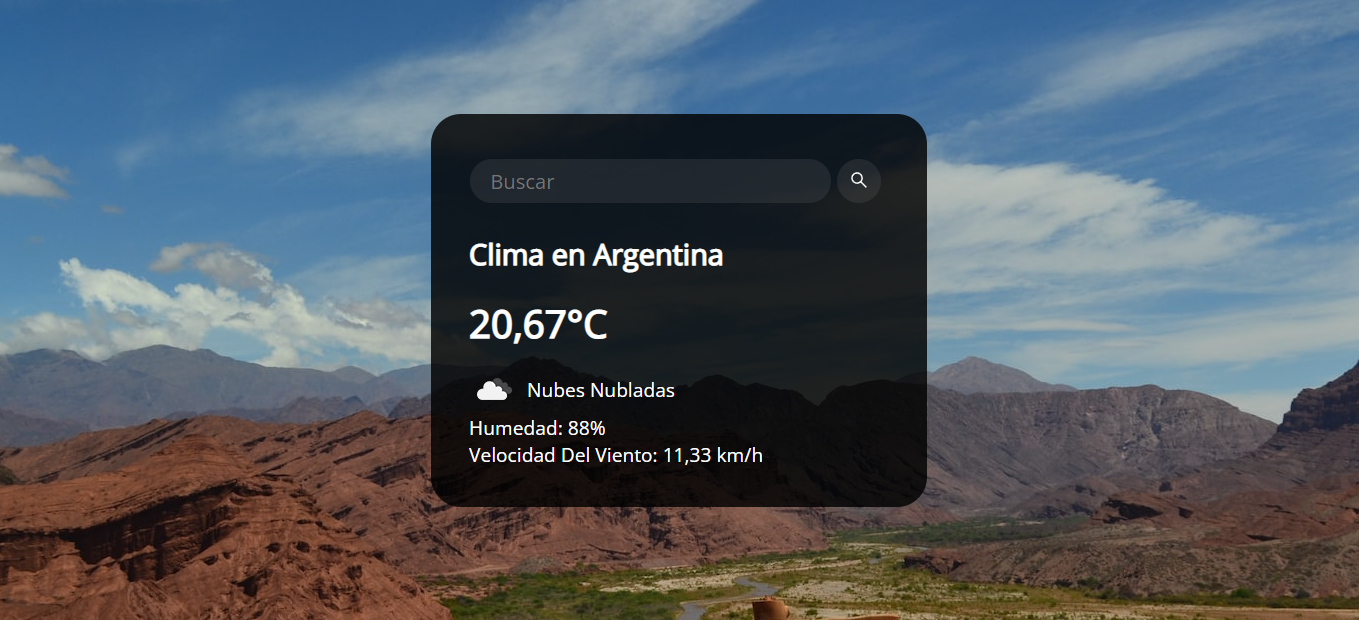 Buscar
Clima en Argentina
20,67°C
Nubes Nubladas
Humedad: 88%
Velocidad Del Viento: 11,33 km/h